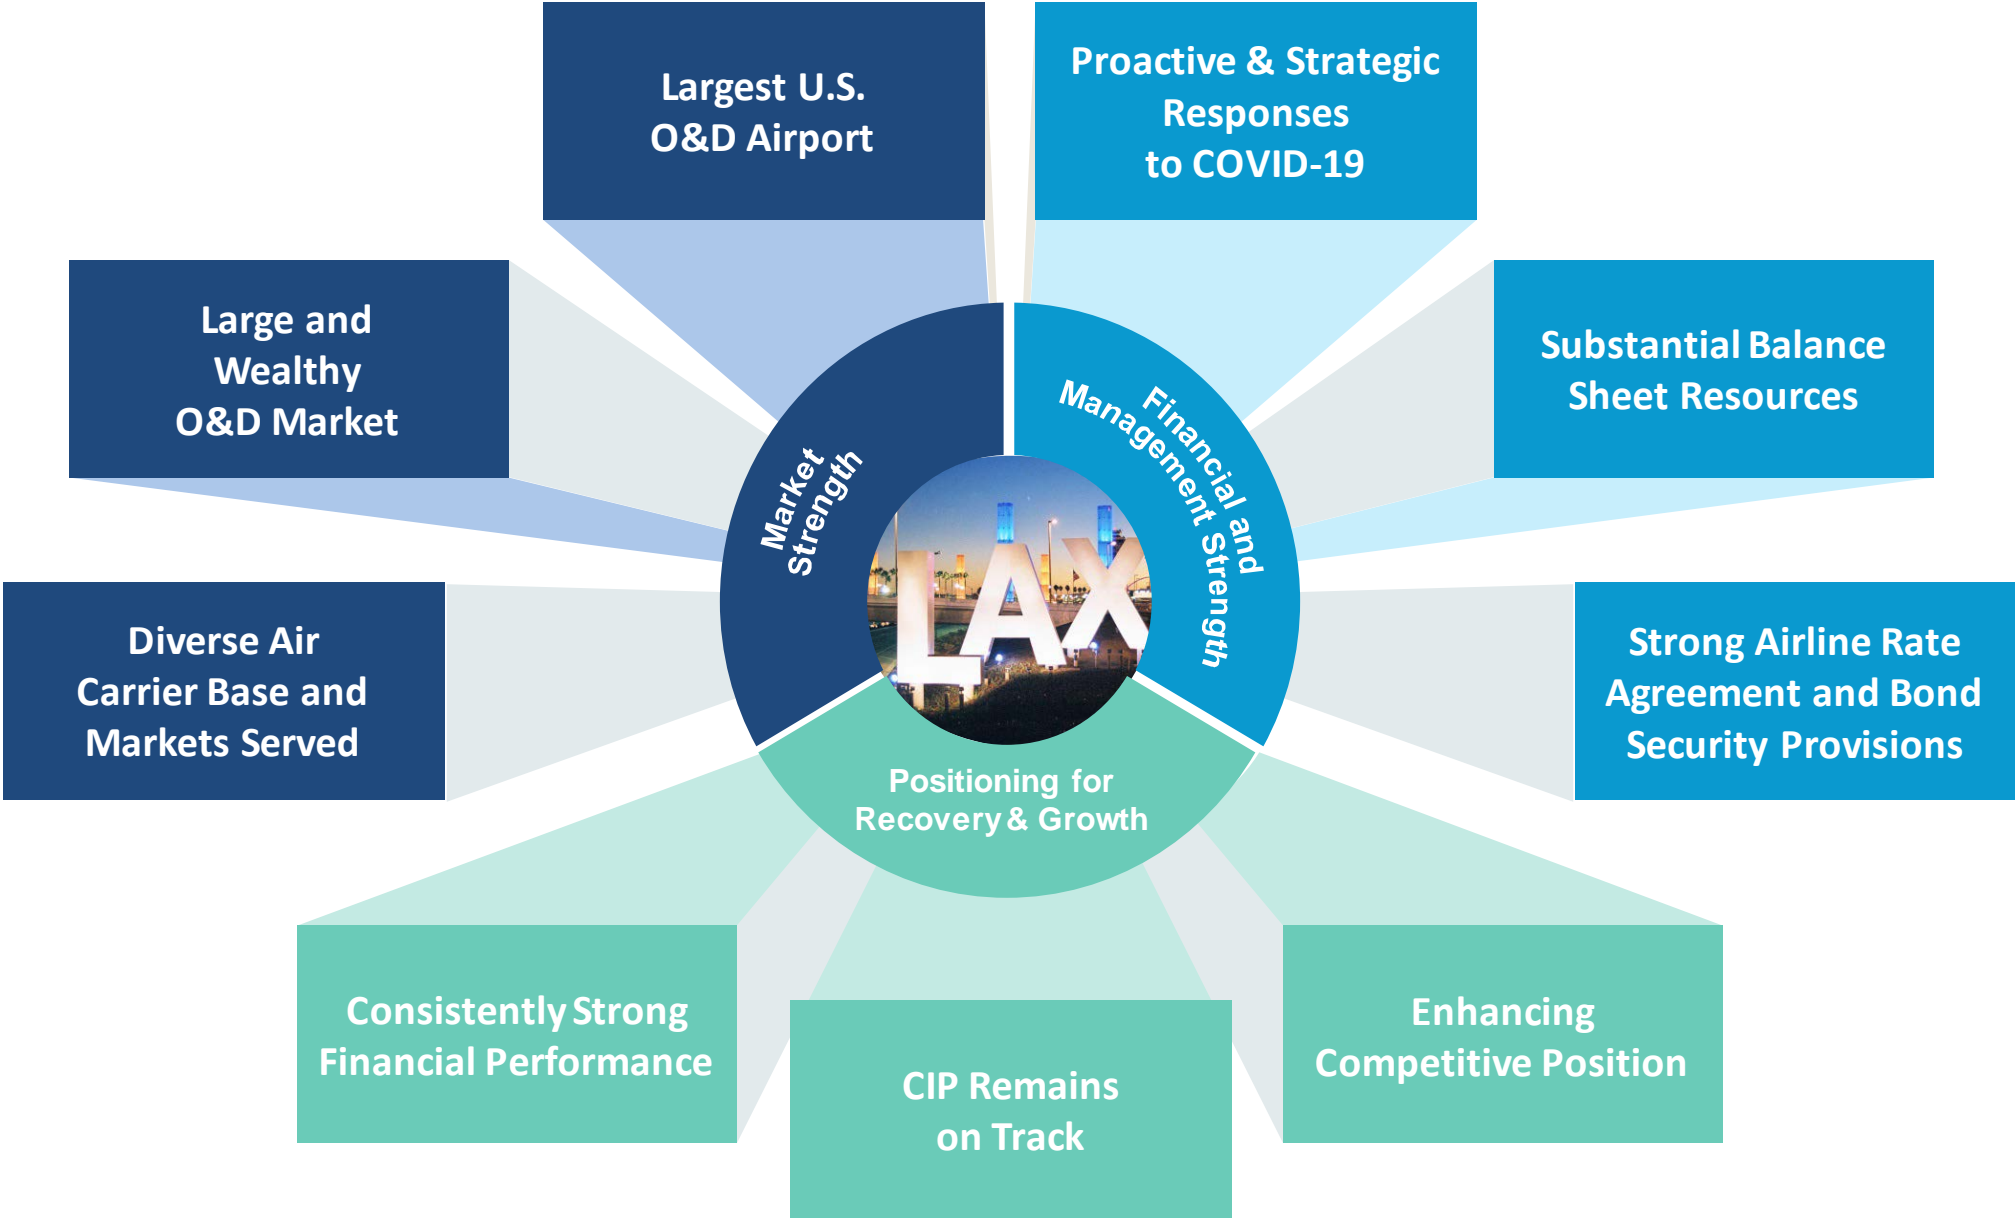 Largest U.S.
O&D Airport
Proactive & Strategic
Responses
to COVID-19
Large and
Wealthy
O&D Market
Substantial Balance
Sheet Resources
Market
Strength
Financial and
Management Strength
LAX
Diverse Air
Carrier Base and
Markets Served
Strong Airline Rate
Agreement and Bond
Security Provisions
Positioning for
Recovery & Growth
Consistently Strong
Financial Performance
CIP Remains
on Track
Enhancing
Competitive Position